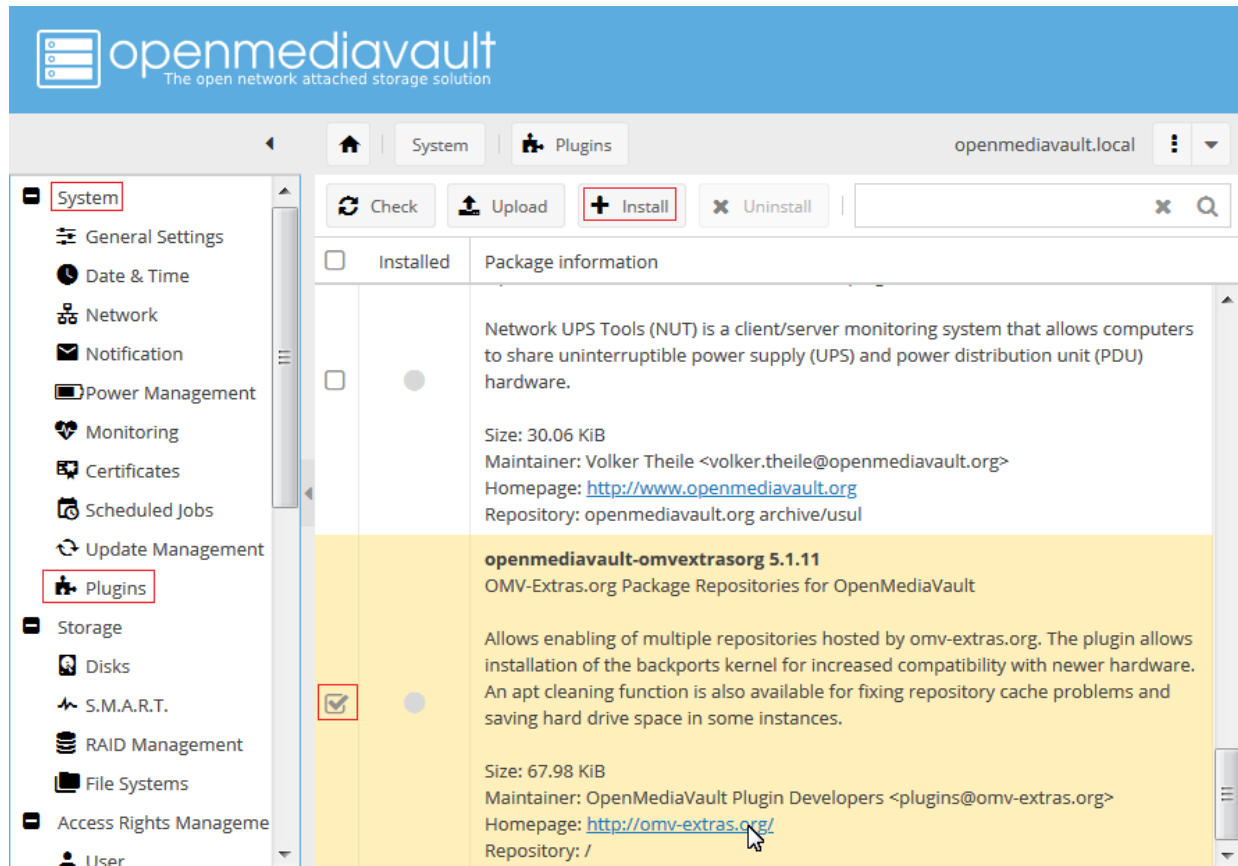 openmediavault
The open network attached storage solution
System
Plugins
openmediavault.local
System
General Settings
Date & Time
Network
Notification
Power Management
Monitoring
Certificates
Scheduled Jobs
Update Management
Plugins
Storage
Disks
S.M.A.R.T.
RAID Management
File Systems
Access Rights Manageme
User
Check
Upload
Install
Uninstall
Installed
Package information
Network UPS Tools (NUT) is a client/server monitoring system that allows computers
to share uninterruptible power supply (UPS) and power distribution unit (PDU)
hardware.
Size: 30.06 KiB
Maintainer: Volker Theile <volker.theile@openmediavault.org>
Homepage: http://www.openmediavault.org
Repository: openmediavault.org archive/usul
openmediavault-omvextrasorg 5.1.11
OMV-Extras.org Package Repositories for OpenMediaVault
Allows enabling of multiple repositories hosted by omv-extras.org. The plugin allows
installation of the backports kernel for increased compatibility with newer hardware.
An apt cleaning function is also available for fixing repository cache problems and
saving hard drive space in some instances.
Size: 67.98 KiB
Maintainer: OpenMediaVault Plugin Developers <plugins@omv-extras.org>
Homepage: http://omv-extras.org/
Repository: /